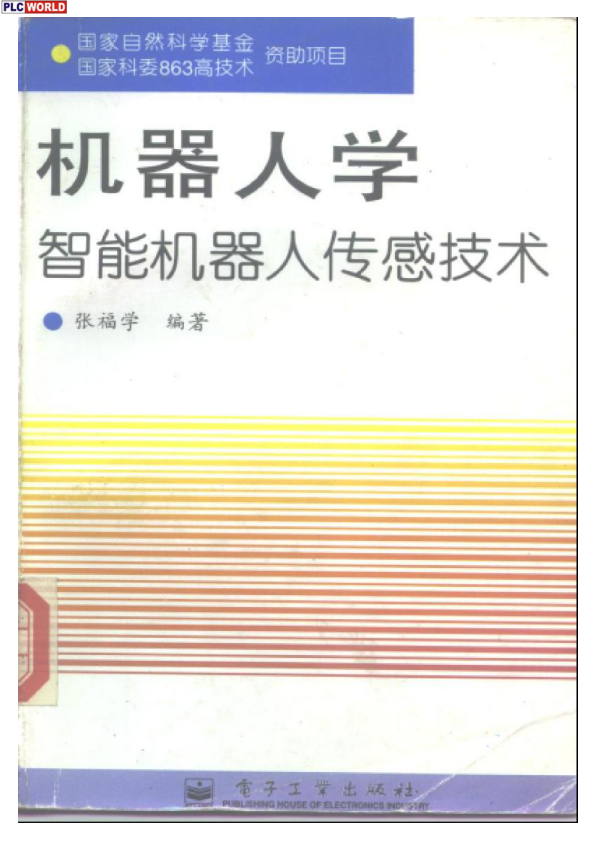 PLCWORLD
国家自然科学基金
国家科委863高技术
资助项目
机器人学
智能机器人传感技术
张福学 编著
電子工業出版社
PUBLISHING HOUSE OF ELECTRONICS INDUSTRY